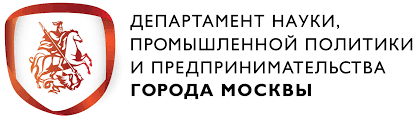 ДЕПАРТАМЕНТ НАУКИ,
ПРОМЫШЛЕННОЙ ПОЛИТИКИ
И ПРЕДПРИНИМАТЕЛЬСТВА
ГОРОДА МОСКВЫ